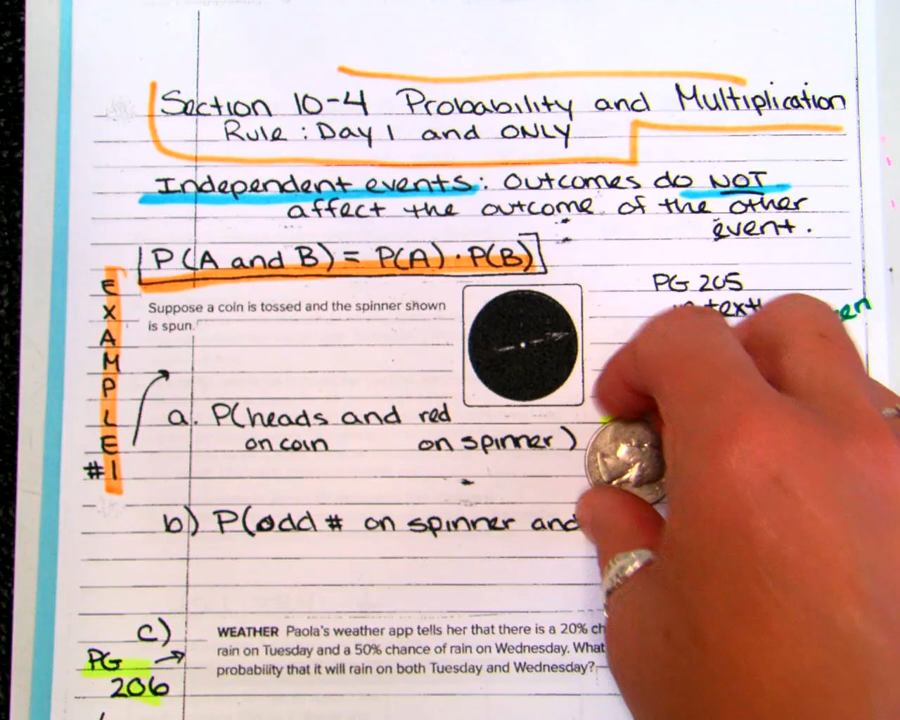 Section 10-4 Probability and Multiplication
Rule : Day 1 and ONLY
Independent events: Outcomes do NOT
affect the outcome of the other
event.
P(A and B) = P(A) · P(B)
PG 205
EXAMPLE #1
Suppose a coin is tossed and the spinner shown
is spun.
a. P(heads and red
on coin on spinner)
b) P(odd # on spinner and
c)
PG 206
WEATHER Paola's weather app tells her that there is a 20%
rain on Tuesday and a 50% chance of rain on Wednesday. What
probability that it will rain on both Tuesday and Wednesday?